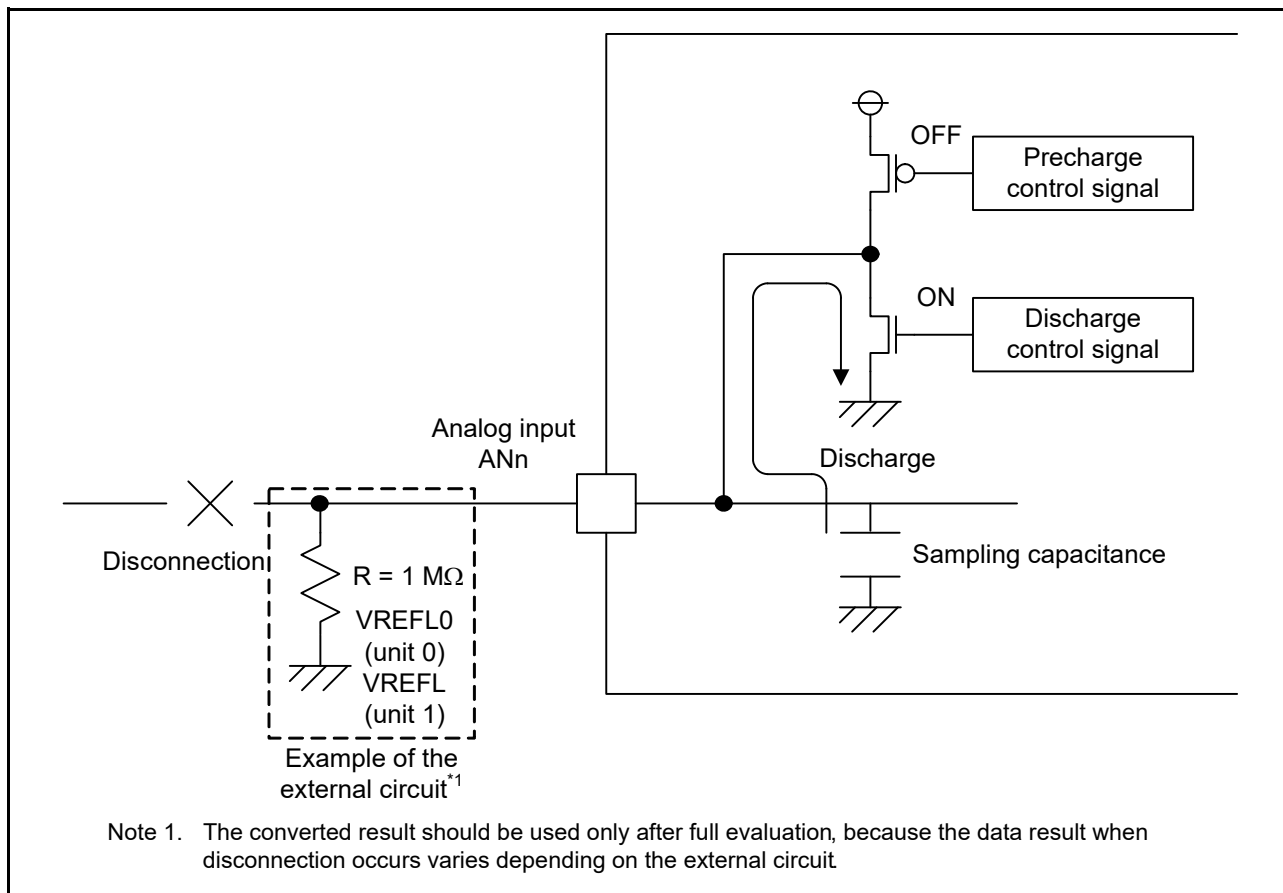 OFF
Precharge
control signal
ON
Discharge
control signal
Analog input
ANn
Discharge
Disconnection
Sampling capacitance
R = 1 MΩ
VREFL0
(unit 0)
VREFL
(unit 1)
Example of the
external circuit*1
Note 1. The converted result should be used only after full evaluation, because the data result when
disconnection occurs varies depending on the external circuit.